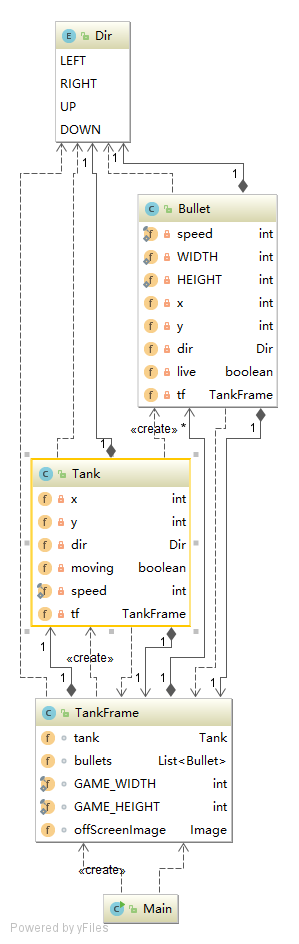 E Dir
LEFT
RIGHT
UP
DOWN
1
1
1
C Bullet
f speed int
f WIDTH int
f HEIGHT int
f x int
f y int
f dir Dir
f live boolean
f tf TankFrame
«create» *
1
1
C Tank
f x int
f y int
f dir Dir
f moving boolean
f speed int
f tf TankFrame
1
«create»
1
1
1
1
1
1
C TankFrame
f tank Tank
f bullets List<Bullet>
f GAME_WIDTH int
f GAME_HEIGHT int
f offScreenImage Image
«create»
C Main
Powered by yFiles